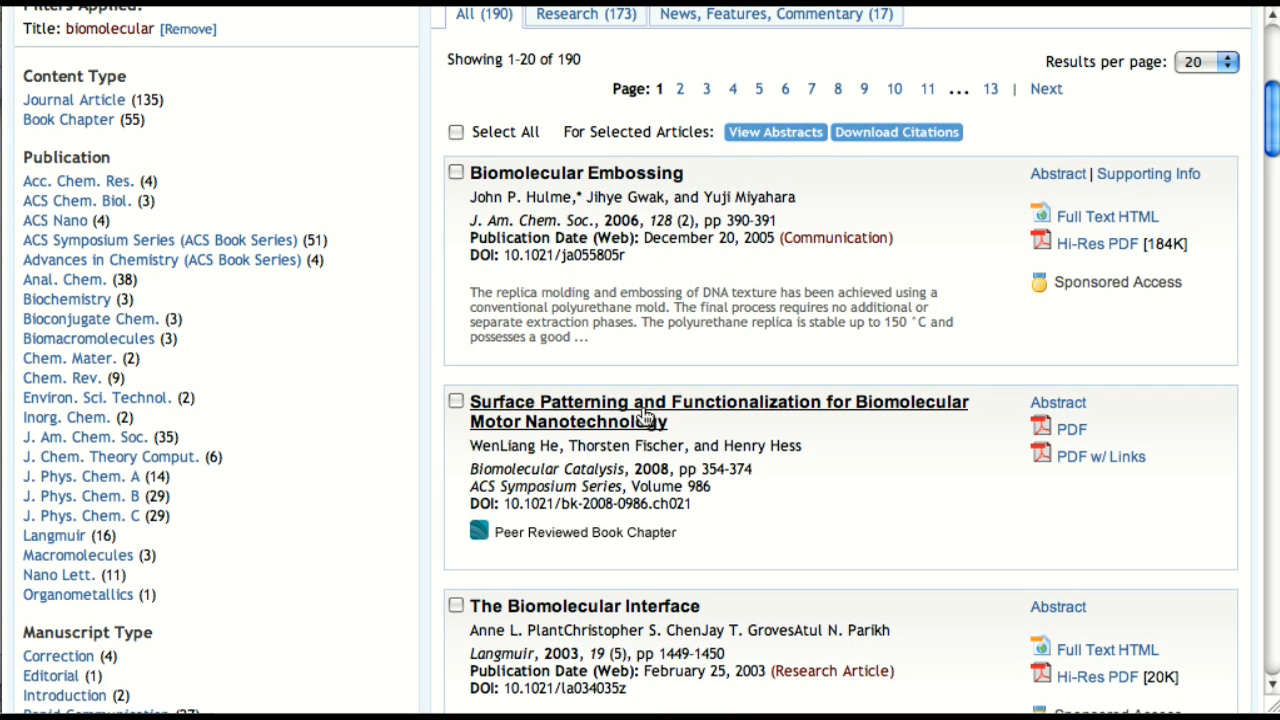 Filters Applied:
Title: biomolecular [Remove]
Content Type
Journal Article (135)
Book Chapter (55)
Publication
Acc. Chem. Res. (4)
ACS Chem. Biol. (3)
ACS Nano (4)
ACS Symposium Series (ACS Book Series) (51)
Advances in Chemistry (ACS Book Series) (4)
Anal. Chem. (38)
Biochemistry (3)
Bioconjugate Chem. (3)
Biomacromolecules (3)
Chem. Mater. (2)
Chem. Rev. (9)
Environ. Sci. Technol. (2)
Inorg. Chem. (2)
J. Am. Chem. Soc. (35)
J. Chem. Theory Comput. (6)
J. Phys. Chem. A (14)
J. Phys. Chem. B (29)
J. Phys. Chem. C (29)
Langmuir (16)
Macromolecules (3)
Nano Lett. (11)
Organometallics (1)
Manuscript Type
Correction (4)
Editorial (1)
Introduction (2)
Rapid Communication (37)
All (190) Research (173) News, Features, Commentary (17)
Showing 1-20 of 190
Results per page: 20
Page: 1 2 3 4 5 6 7 8 9 10 11 ... 13 | Next
Select All For Selected Articles: View Abstracts Download Citations
Biomolecular Embossing
John P. Hulme,* Jihye Gwak, and Yuji Miyahara
J. Am. Chem. Soc., 2006, 128 (2), pp 390-391
Publication Date (Web): December 20, 2005 (Communication)
DOI: 10.1021/ja055805r
The replica molding and embossing of DNA texture has been achieved using a
conventional polyurethane mold. The final process requires no additional or
separate extraction phases. The polyurethane replica is stable up to 150 °C and
possesses a good ...
Abstract | Supporting Info
Full Text HTML
Hi-Res PDF [184K]
Sponsored Access
Surface Patterning and Functionalization for Biomolecular
Motor Nanotechnology
WenLiang He, Thorsten Fischer, and Henry Hess
Biomolecular Catalysis, 2008, pp 354-374
ACS Symposium Series, Volume 986
DOI: 10.1021/bk-2008-0986.ch021
Peer Reviewed Book Chapter
Abstract
PDF
PDF w/ Links
The Biomolecular Interface
Anne L. PlantChristopher S. ChenJay T. GrovesAtul N. Parikh
Langmuir, 2003, 19 (5), pp 1449-1450
Publication Date (Web): February 25, 2003 (Research Article)
DOI: 10.1021/la034035z
Abstract
Full Text HTML
Hi-Res PDF [20K]
Sponsored Access